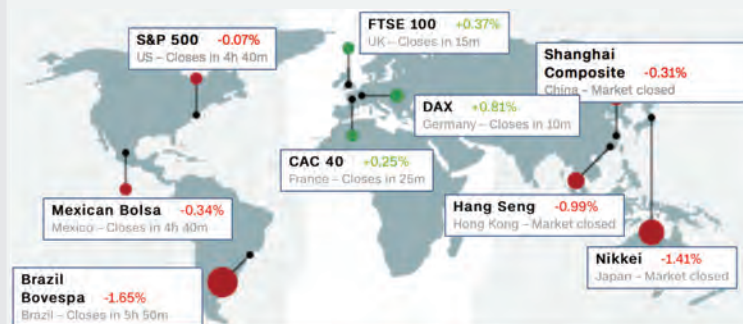 S&P 500 -0.07%
US – Closes in 4h 40m
FTSE 100 +0.37%
UK – Closes in 15m
Shanghai
Composite -0.31%
China – Market closed
DAX +0.81%
Germany – Closes in 10m
CAC 40 +0.25%
France – Closes in 25m
Mexican Bolsa -0.34%
Mexico – Closes in 4h 40m
Hang Seng -0.99%
Hong Kong – Market closed
Nikkei -1.41%
Japan – Market closed
Brazil
Bovespa -1.65%
Brazil – Closes in 5h 50m